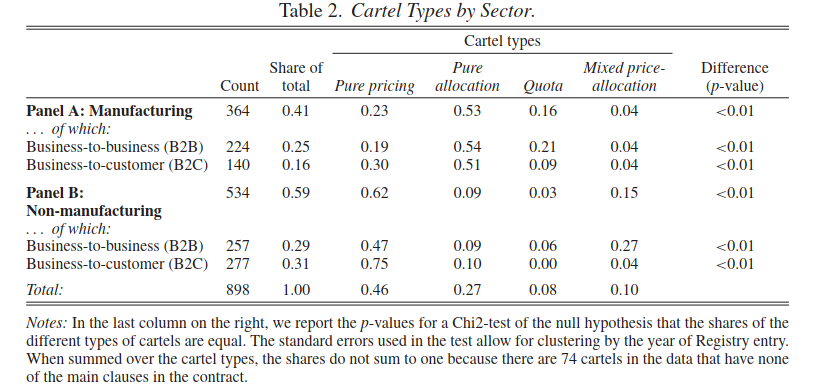 Table 2. Cartel Types by Sector.
Cartel types
Share of Pure Mixed price- Difference
Count total Pure pricing allocation Quota allocation (p-value)
Panel A: Manufacturing 364 0.41 0.23 0.53 0.16 0.04 <0.01
... of which:
Business-to-business (B2B) 224 0.25 0.19 0.54 0.21 0.04 <0.01
Business-to-customer (B2C) 140 0.16 0.30 0.51 0.09 0.04 <0.01
Panel B: 534 0.59 0.62 0.09 0.03 0.15 <0.01
Non-manufacturing
... of which:
Business-to-business (B2B) 257 0.29 0.47 0.09 0.06 0.27 <0.01
Business-to-customer (B2C) 277 0.31 0.75 0.10 0.00 0.04 <0.01
Total: 898 1.00 0.46 0.27 0.08 0.10
Notes: In the last column on the right, we report the p-values for a Chi2-test of the null hypothesis that the shares of the
different types of cartels are equal. The standard errors used in the test allow for clustering by the year of Registry entry.
When summed over the cartel types, the shares do not sum to one because there are 74 cartels in the data that have none
of the main clauses in the contract.